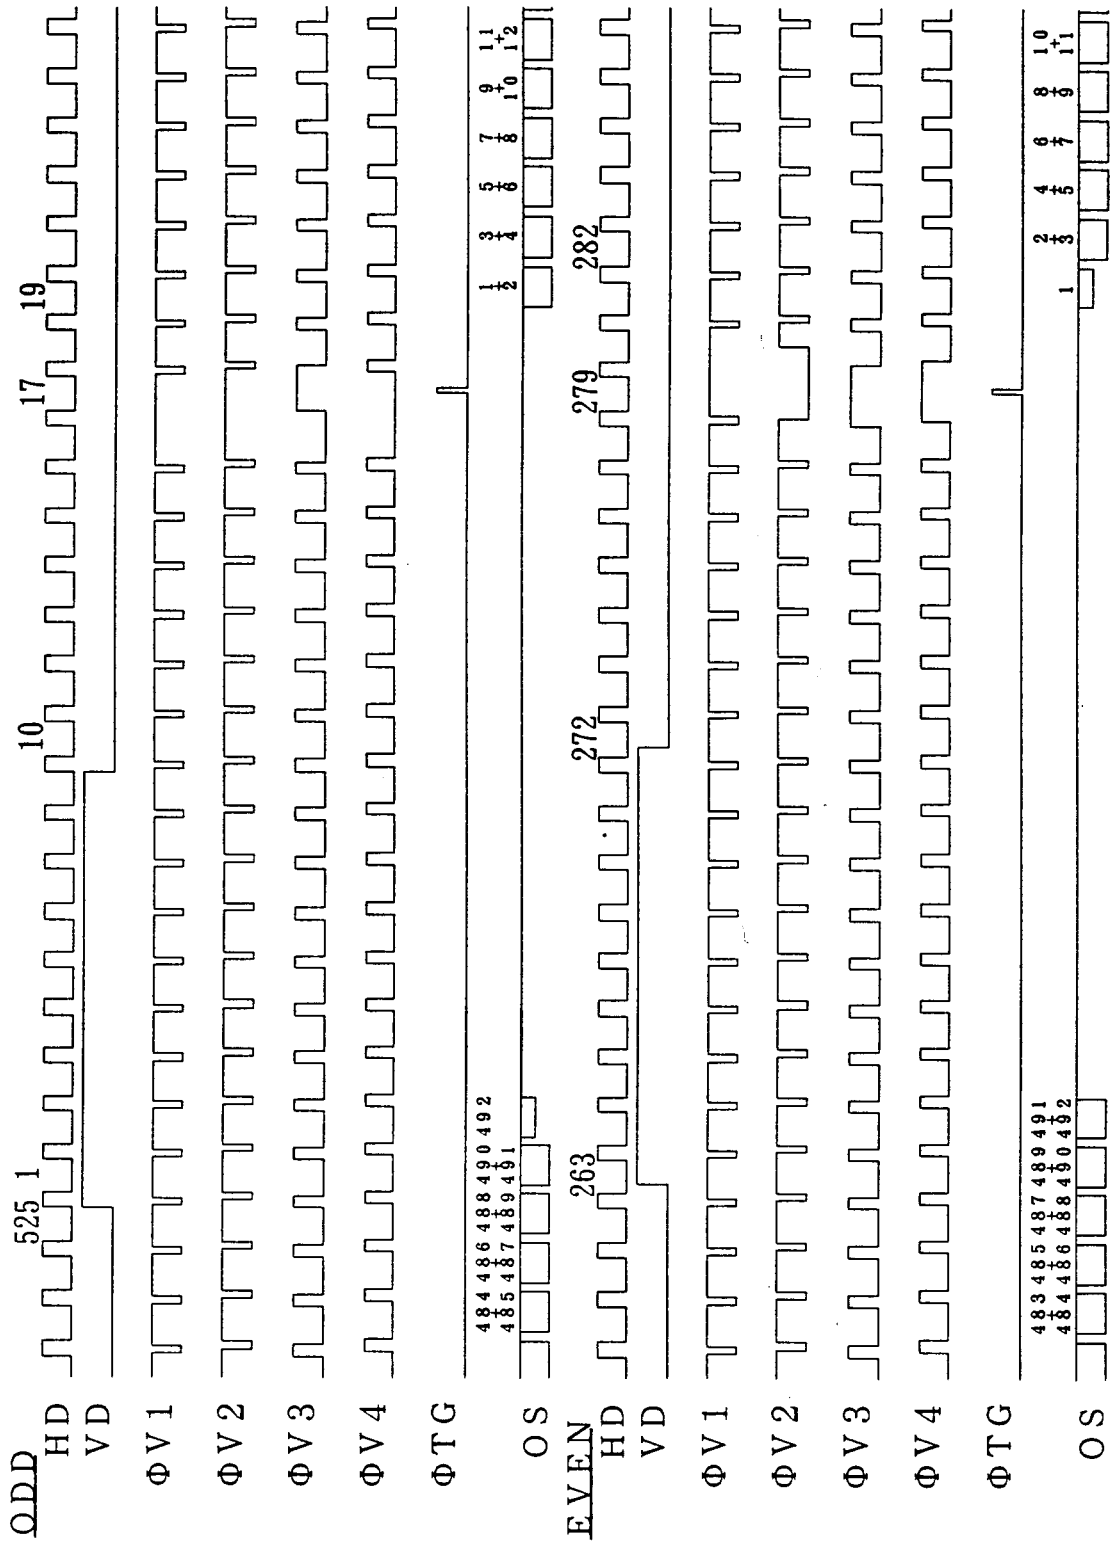 ODD
525 1 10 17 19
HD
VD
ΦV1
ΦV2
ΦV3
ΦV4
ΦTG
484 486 488 490 492 1 3 5 7 9 11
+ + + + + + + + + +
485 487 489 491 2 4 6 8 10 12
OS
EVEN
263 272 279 282
HD
VD
ΦV1
ΦV2
ΦV3
ΦV4
ΦTG
483 485 487 489 491 1 2 4 6 8 10
+ + + + + + + + + +
484 486 488 490 492 3 5 7 9 11
OS